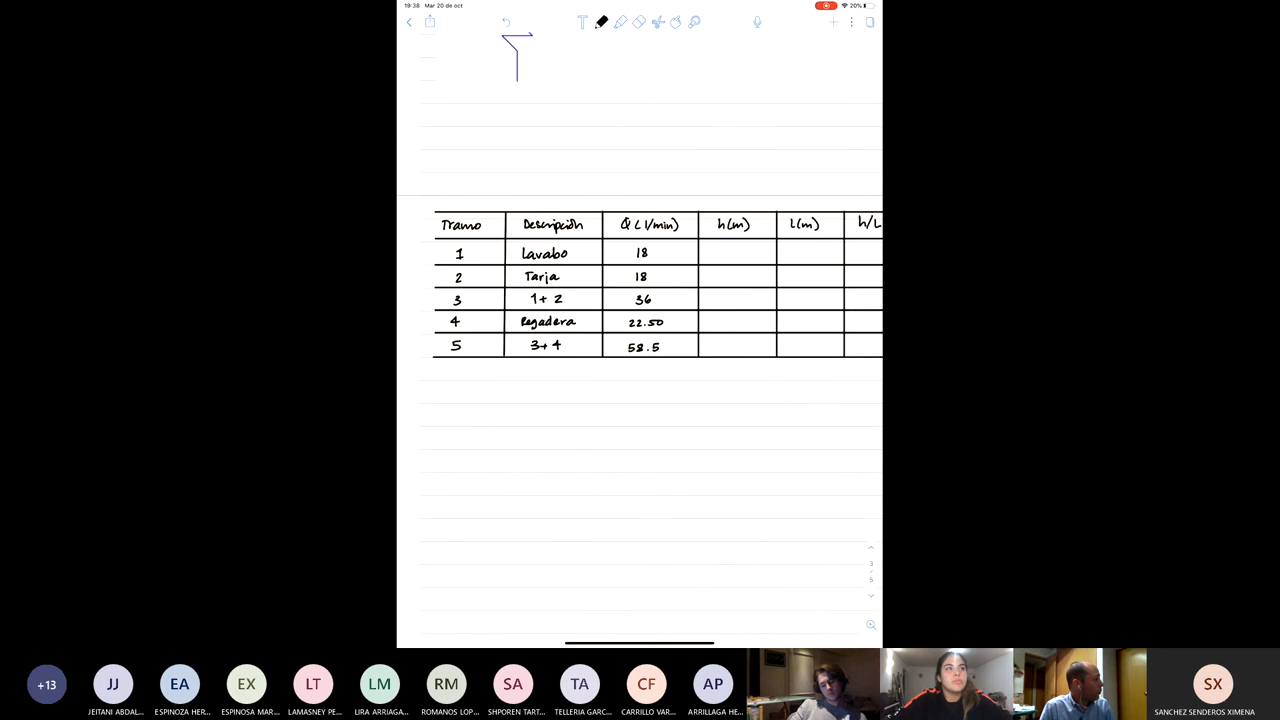 19:38 Mar 20 de oct
20%
T
Tramo Descripción Q ( l/min) h(m) l(m) h/L
1 Lavabo 18
2 Tarja 18
3 1+ 2 36
4 Regadera 22.50
5 3+ 4 58.5
3
5
+13 JJ EA EX LT LM RM SA TA CF AP SX
JEITANI ABDAL... ESPINOZA HER... ESPINOSA MAR... LAMASNEY PE... LIRA ARRIAGA... ROMANOS LOP... SHPOREN TART... TELLERIA GARC... CARRILLO VAR... ARRILLAGA HE... SANCHEZ SENDEROS XIMENA